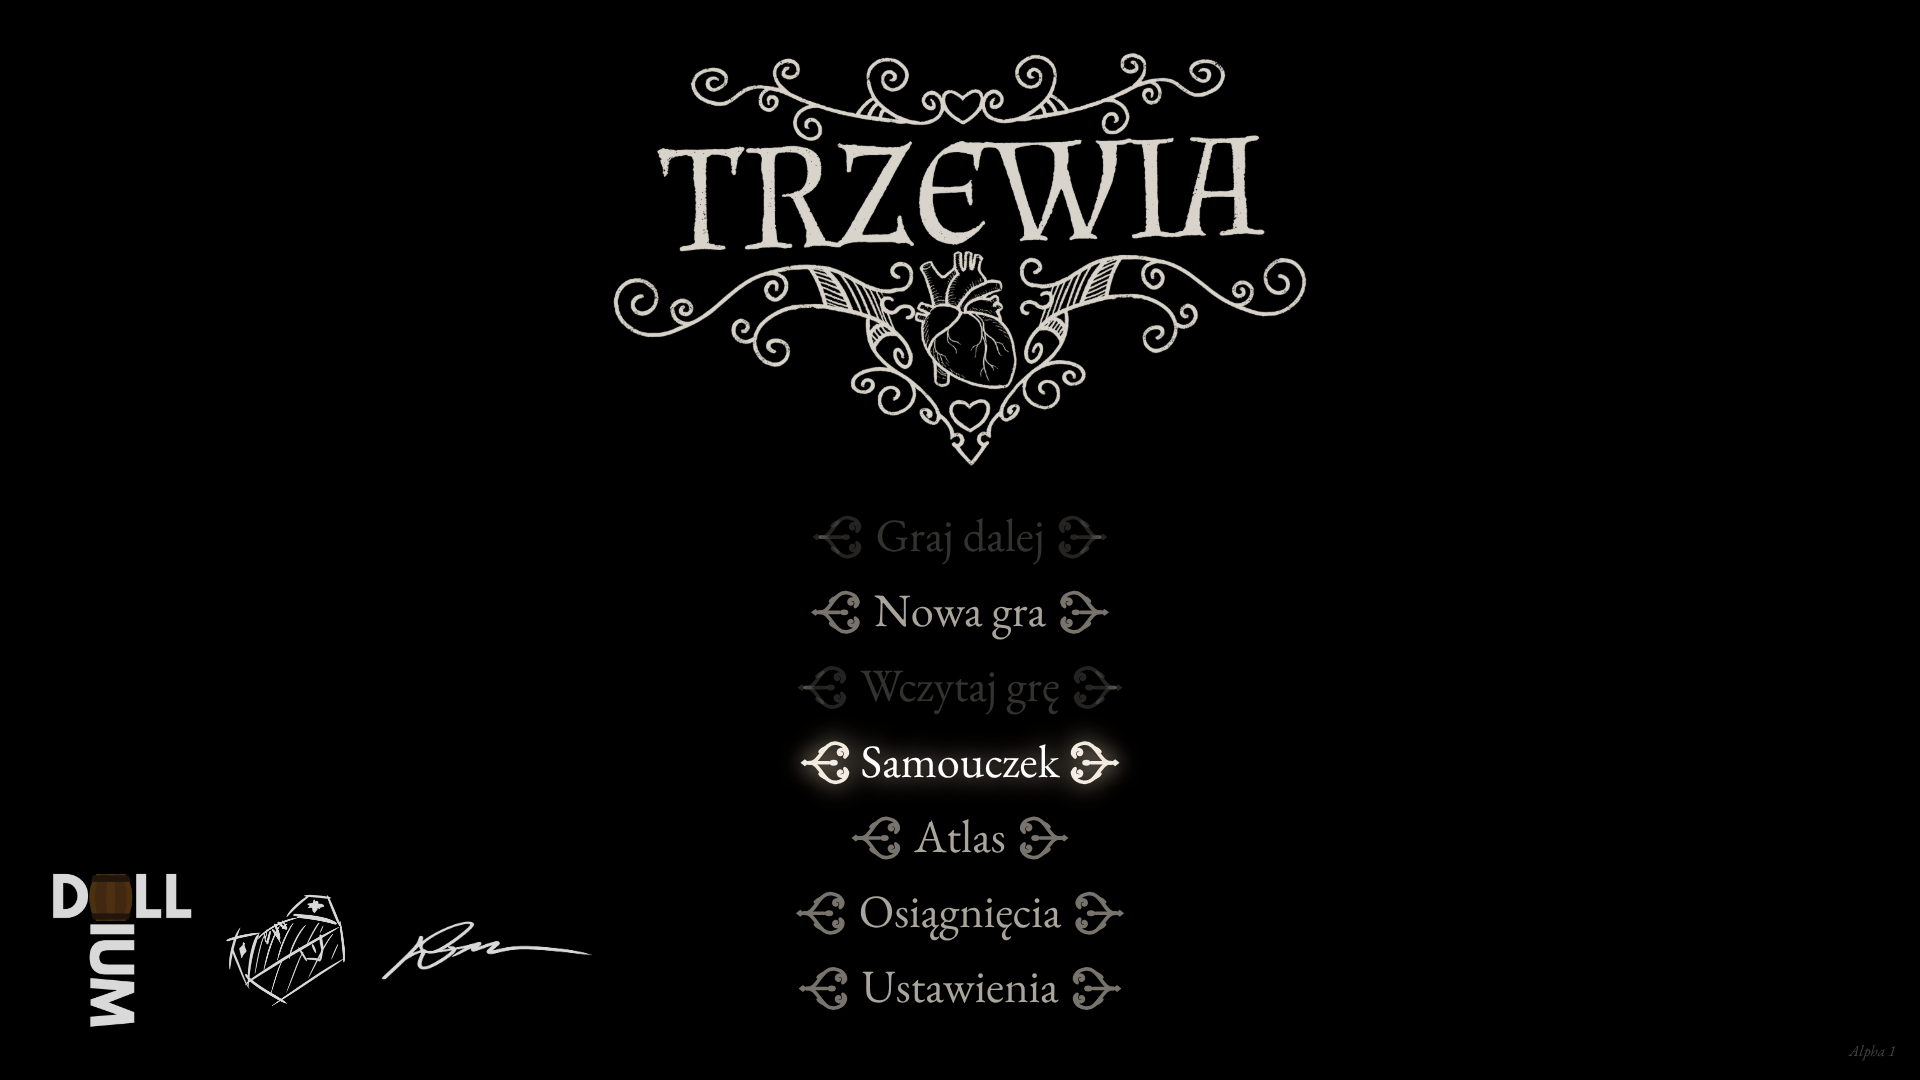 TRZEWIA
Graj dalej
Nowa gra
Wczytaj grę
Samouczek
Atlas
Osiągnięcia
Ustawienia
DOLL
IUM
Alpha 1